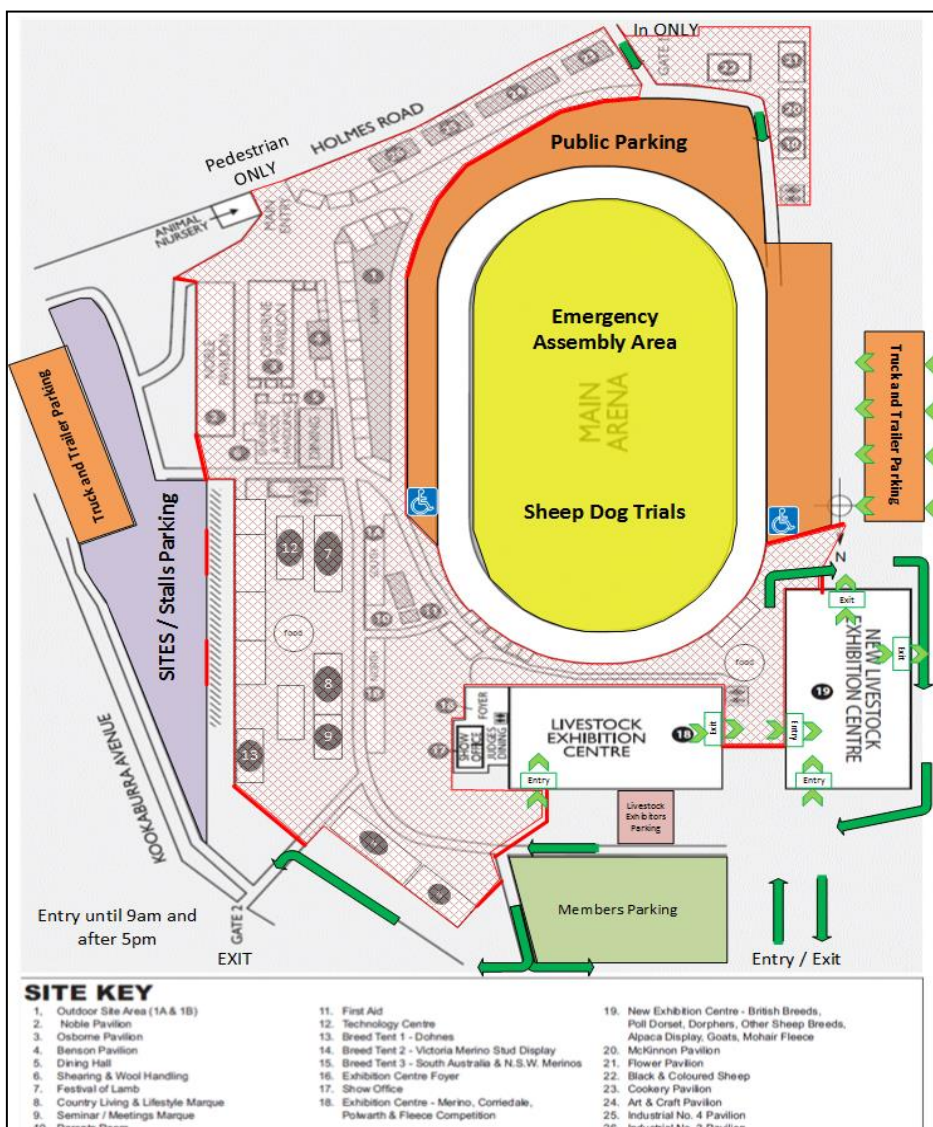 In ONLY
GATE 1
Public Parking
HOLMES ROAD
Pedestrian
ONLY
ANIMAL
NURSERY
MAIN
ENTRY
Emergency
Assembly Area
MAIN
ARENA
Sheep Dog Trials
NOBLE
PAVILION
Truck and Trailer Parking
Truck and Trailer Parking
SITES / Stalls Parking
12
7
food
8
9
13
N
Exit
Exit
NEW LIVESTOCK
EXHIBITION CENTRE
19
food
FOYER
SHOW
OFFICE
JUDGES
DINING
17
LIVESTOCK
EXHIBITION
CENTRE
18
Exit
Entry
Entry
Entry
Livestock
Exhibitors
Parking
KOOKABURRA AVENUE
Members Parking
Entry until 9am and
after 5pm
GATE 2
EXIT
Entry / Exit
SITE KEY
1. Outdoor Site Area (1A & 1B)
2. Noble Pavilion
3. Osborne Pavilion
4. Benson Pavilion
5. Dining Hall
6. Shearing & Wool Handling
7. Festival of Lamb
8. Country Living & Lifestyle Marque
9. Seminar / Meetings Marque
11. First Aid
12. Technology Centre
13. Breed Tent 1 - Dohnes
14. Breed Tent 2 - Victoria Merino Stud Display
15. Breed Tent 3 - South Australia & N.S.W. Merinos
16. Exhibition Centre Foyer
17. Show Office
18. Exhibition Centre - Merino, Corriedale,
Polwarth & Fleece Competition
19. New Exhibition Centre - British Breeds,
Poll Dorset, Dorphers, Other Sheep Breeds,
Alpaca Display, Goats, Mohair Fleece
20. McKinnon Pavilion
21. Flower Pavilion
22. Black & Coloured Sheep
23. Cookery Pavilion
24. Art & Craft Pavilion
25. Industrial No. 4 Pavilion